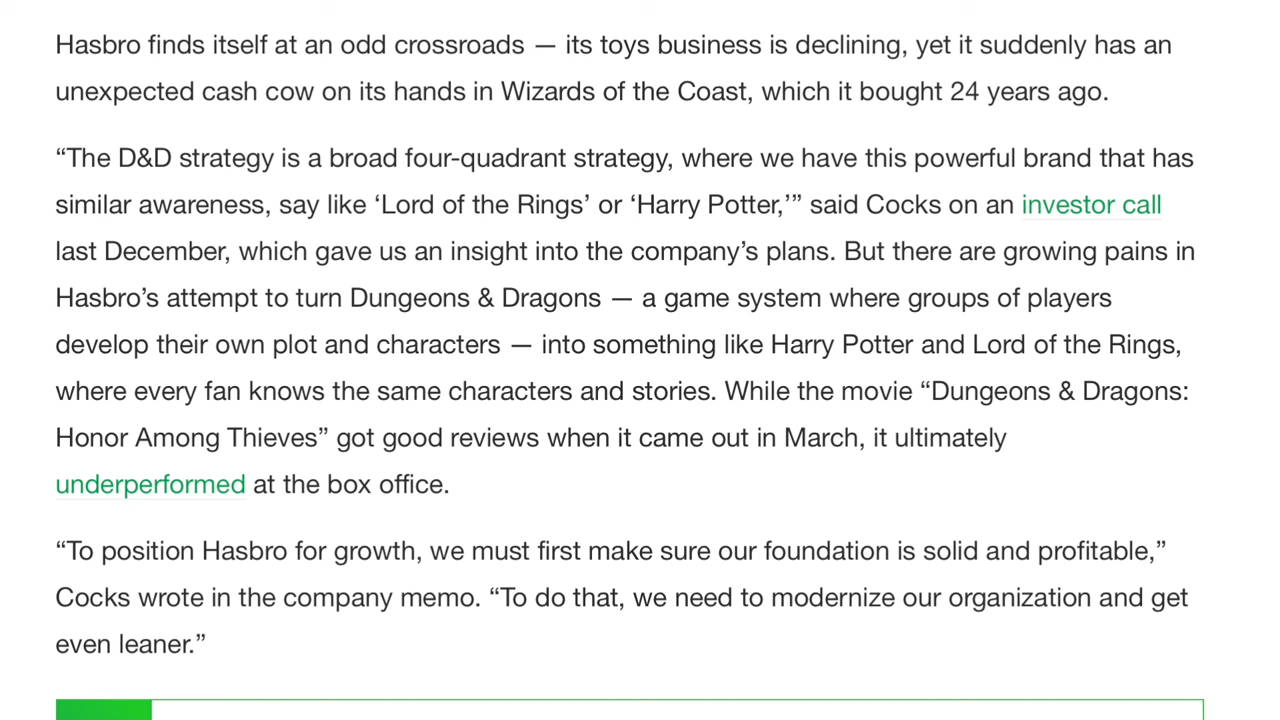 Hasbro finds itself at an odd crossroads — its toys business is declining, yet it suddenly has an
unexpected cash cow on its hands in Wizards of the Coast, which it bought 24 years ago.
“The D&D strategy is a broad four-quadrant strategy, where we have this powerful brand that has
similar awareness, say like ‘Lord of the Rings’ or ‘Harry Potter,’” said Cocks on an investor call
last December, which gave us an insight into the company’s plans. But there are growing pains in
Hasbro’s attempt to turn Dungeons & Dragons — a game system where groups of players
develop their own plot and characters — into something like Harry Potter and Lord of the Rings,
where every fan knows the same characters and stories. While the movie “Dungeons & Dragons:
Honor Among Thieves” got good reviews when it came out in March, it ultimately
underperformed at the box office.
“To position Hasbro for growth, we must first make sure our foundation is solid and profitable,”
Cocks wrote in the company memo. “To do that, we need to modernize our organization and get
even leaner.”